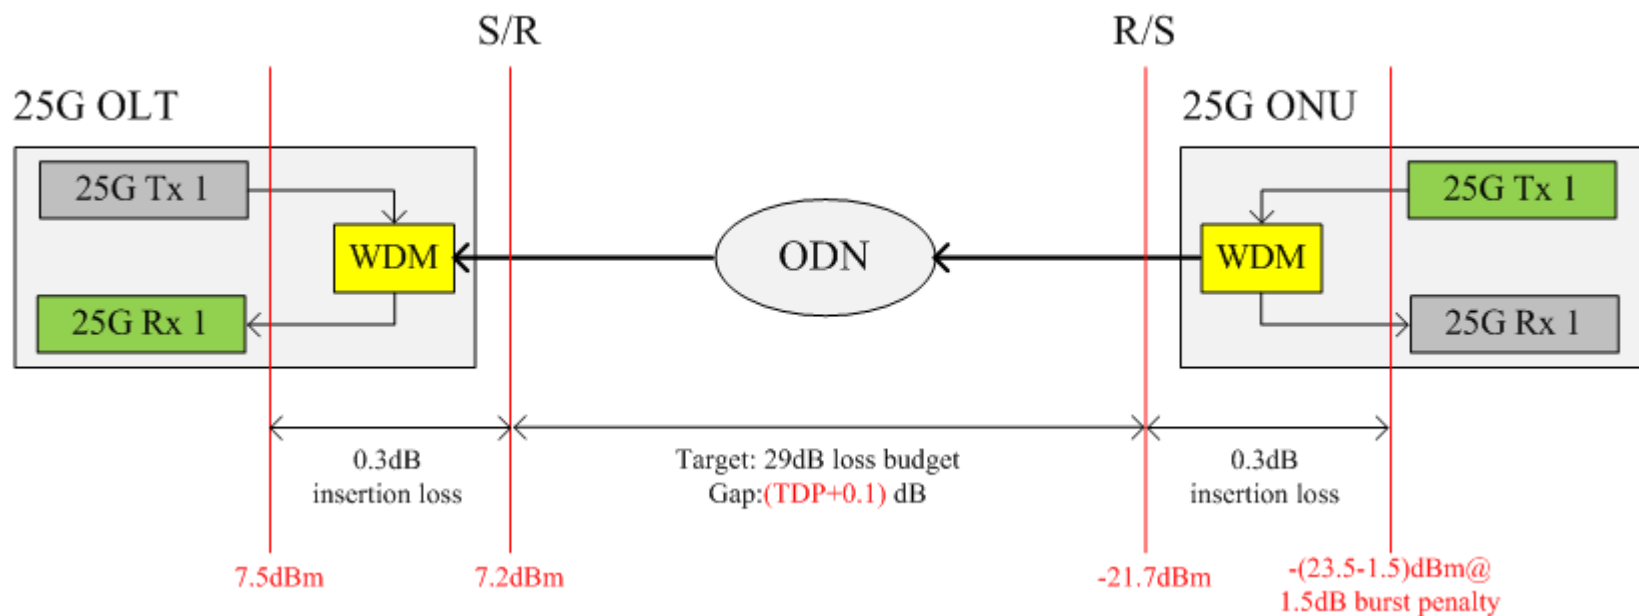 S/R
R/S
25G OLT
25G ONU
25G Tx 1
25G Tx 1
WDM
ODN
WDM
25G Rx 1
25G Rx 1
0.3dB
insertion loss
Target: 29dB loss budget
Gap:(TDP+0.1) dB
0.3dB
insertion loss
7.5dBm
7.2dBm
-21.7dBm
-(23.5-1.5)dBm@
1.5dB burst penalty